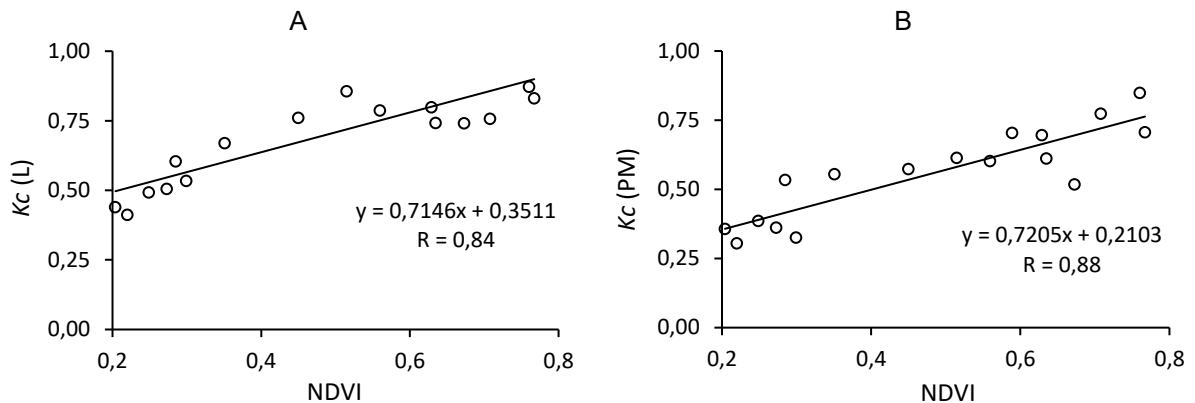 A
1,00
0,75
0,50
0,25
0,00
Kc (L)
y = 0,7146x + 0,3511
R = 0,84
0,2
0,4
0,6
0,8
NDVI
B
1,00
0,75
0,50
0,25
0,00
Kc (PM)
y = 0,7205x + 0,2103
R = 0,88
0,2
0,4
0,6
0,8
NDVI